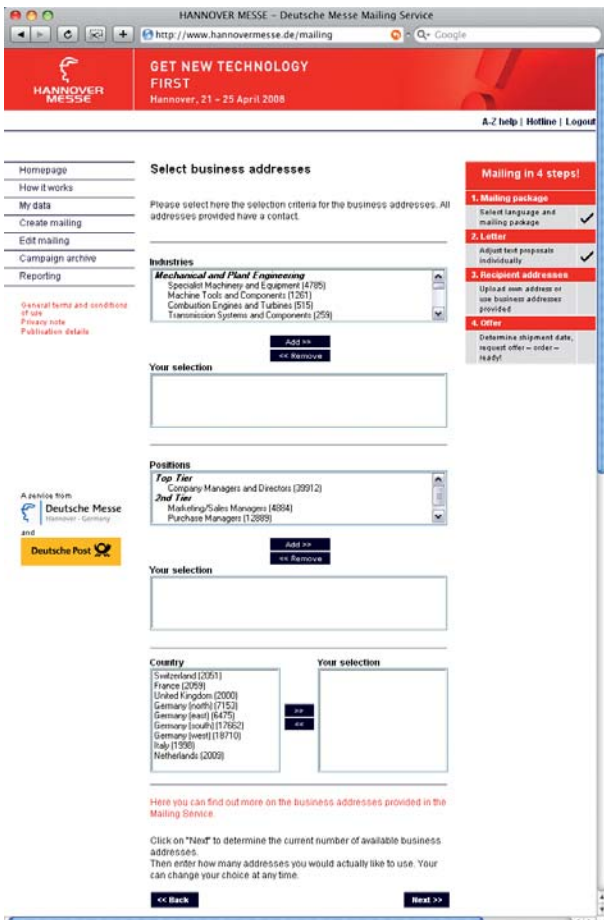 HANNOVER MESSE – Deutsche Messe Mailing Service
http://www.hannovermesse.de/mailing
Google
HANNOVER
MESSE
GET NEW TECHNOLOGY
FIRST
Hannover, 21 – 25 April 2008
A-Z help | Hotline | Logout
Homepage
How it works
My data
Create mailing
Edit mailing
Campaign archive
Reporting
General terms and conditions
of use
Privacy note
Publication details
A service from
Deutsche Messe
Hannover - Germany
and
Deutsche Post
Select business addresses
Please select here the selection criteria for the business addresses. All
addresses provided have a contact.
Industries
Mechanical and Plant Engineering
Specialist Machinery and Equipment (4785)
Machine Tools and Components (1261)
Combustion Engines and Turbines (515)
Transmission Systems and Components (259)
Add >>
<< Remove
Your selection
Positions
Top Tier
Company Managers and Directors (39912)
2nd Tier
Marketing/Sales Managers (4884)
Purchase Managers (12889)
Add >>
<< Remove
Your selection
Country
Switzerland (2051)
France (2059)
United Kingdom (2000)
Germany (north) (7153)
Germany (east) (6475)
Germany (south) (17662)
Germany (west) (18710)
Italy (1998)
Netherlands (2009)
>>
<<
Your selection
Here you can find out more on the business addresses provided in the
Mailing Service.
Click on "Next" to determine the current number of available business
addresses.
Then enter how many addresses you would actually like to use. Your
can change your choice at any time.
<< Back
Next >>
Mailing in 4 steps!
1. Mailing package
Select language and
mailing package
2. Letter
Adjust text proposals
individually
3. Recipient addresses
Upload own address or
use business addresses
provided
4. Offer
Determine shipment date,
request offer – order –
ready!